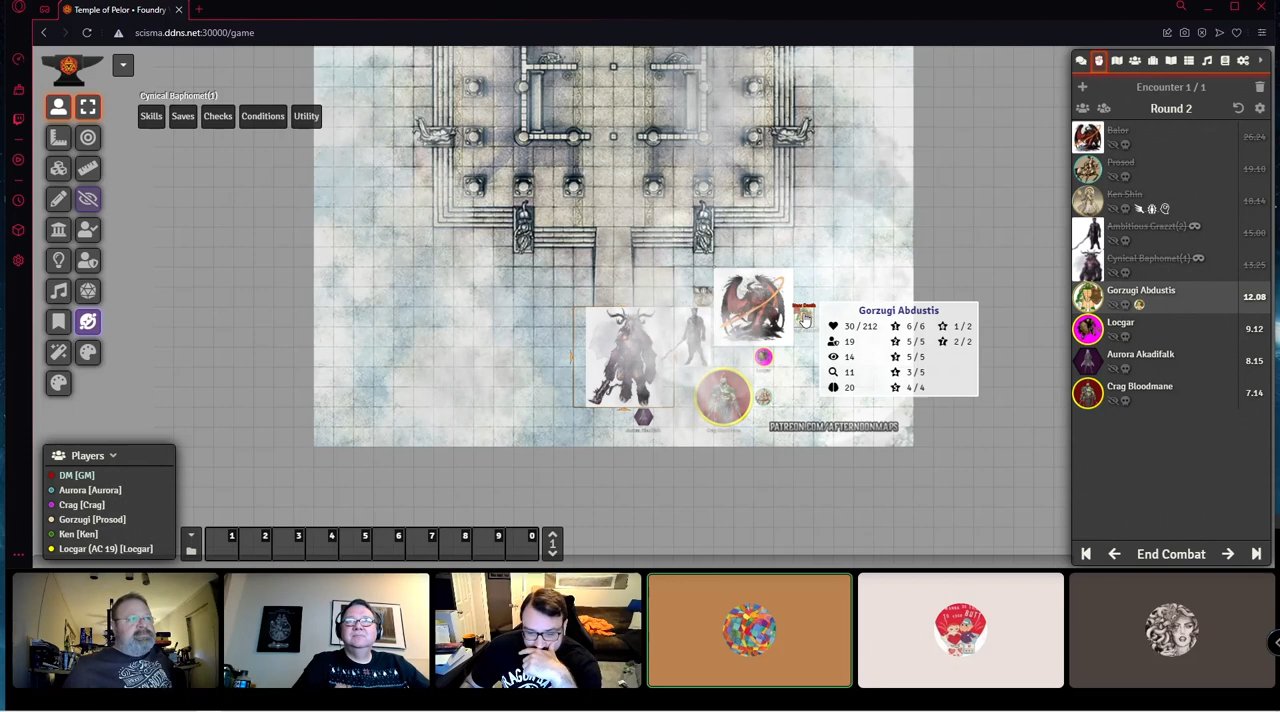 Temple of Pelor • Foundry
scisma.ddns.net:30000/game
Cynical Baphomet(1)
Skills
Saves
Checks
Conditions
Utility
Encounter 1 / 1
Round 2
Balor
26.24
Prosod
19.10
Ken Shin
18.14
Ambitious Grazzt(2)
15.00
Cynical Baphomet(1)
13.25
Gorzugi Abdustis
12.08
Locgar
9.12
Aurora Akadifalk
8.15
Crag Bloodmane
7.14
Gorzugi Abdustis
30 / 212 6 / 6 1 / 2
19 5 / 5 2 / 2
14 5 / 5
11 3 / 5
20 4 / 4
PATREON.COM/AFTERNOONMAPS
Players
DM [GM]
Aurora [Aurora]
Crag [Crag]
Gorzugi [Prosod]
Ken [Ken]
Locgar (AC 19) [Locgar]
1 2 3 4 5 6 7 8 9 0
1
End Combat